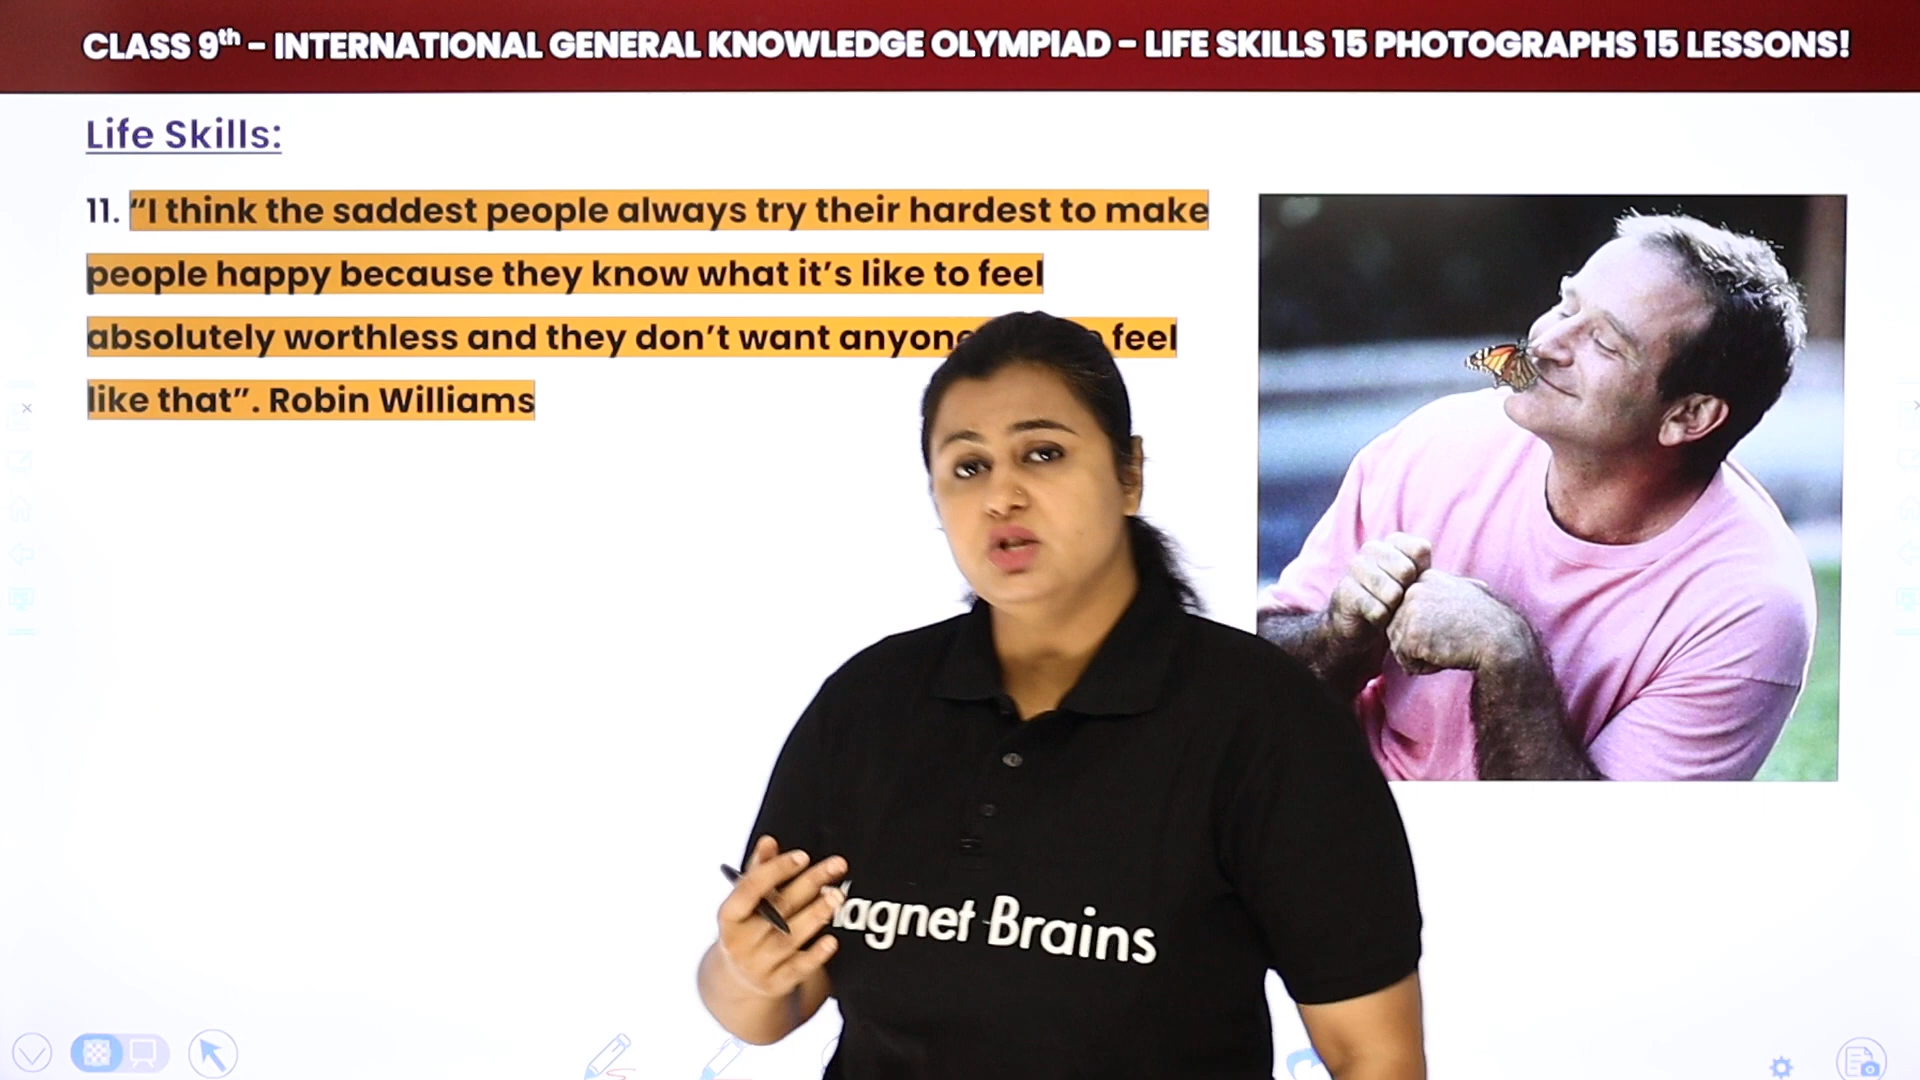 CLASS 9th – INTERNATIONAL GENERAL KNOWLEDGE OLYMPIAD – LIFE SKILLS 15 PHOTOGRAPHS 15 LESSONS!
Life Skills:
11. “I think the saddest people always try their hardest to make
people happy because they know what it’s like to feel
absolutely worthless and they don’t want feel
like that”. Robin Williams
Brains